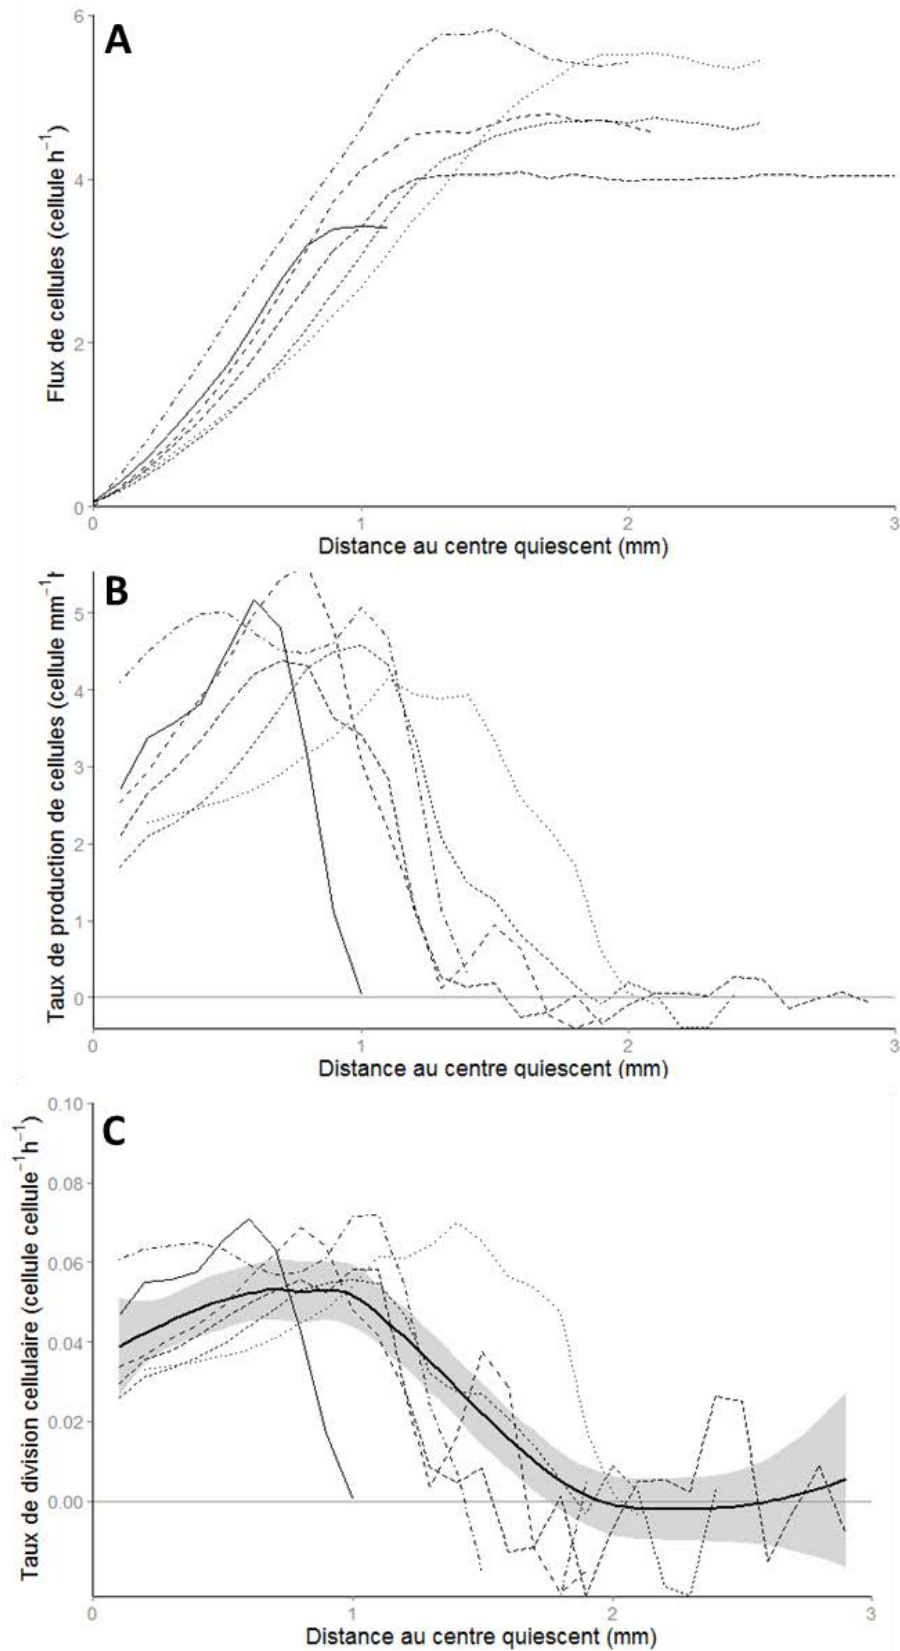 A
6
4
2
0
Flux de cellules (cellule h⁻¹)
0 1 2 3
Distance au centre quiescent (mm)
B
5
4
3
2
1
0
Taux de production de cellules (cellule mm⁻¹
0 1 2 3
Distance au centre quiescent (mm)
C
0.10
0.08
0.06
0.04
0.02
0.00
Taux de division cellulaire (cellule cellule⁻¹h⁻¹)
0 1 2 3
Distance au centre quiescent (mm)